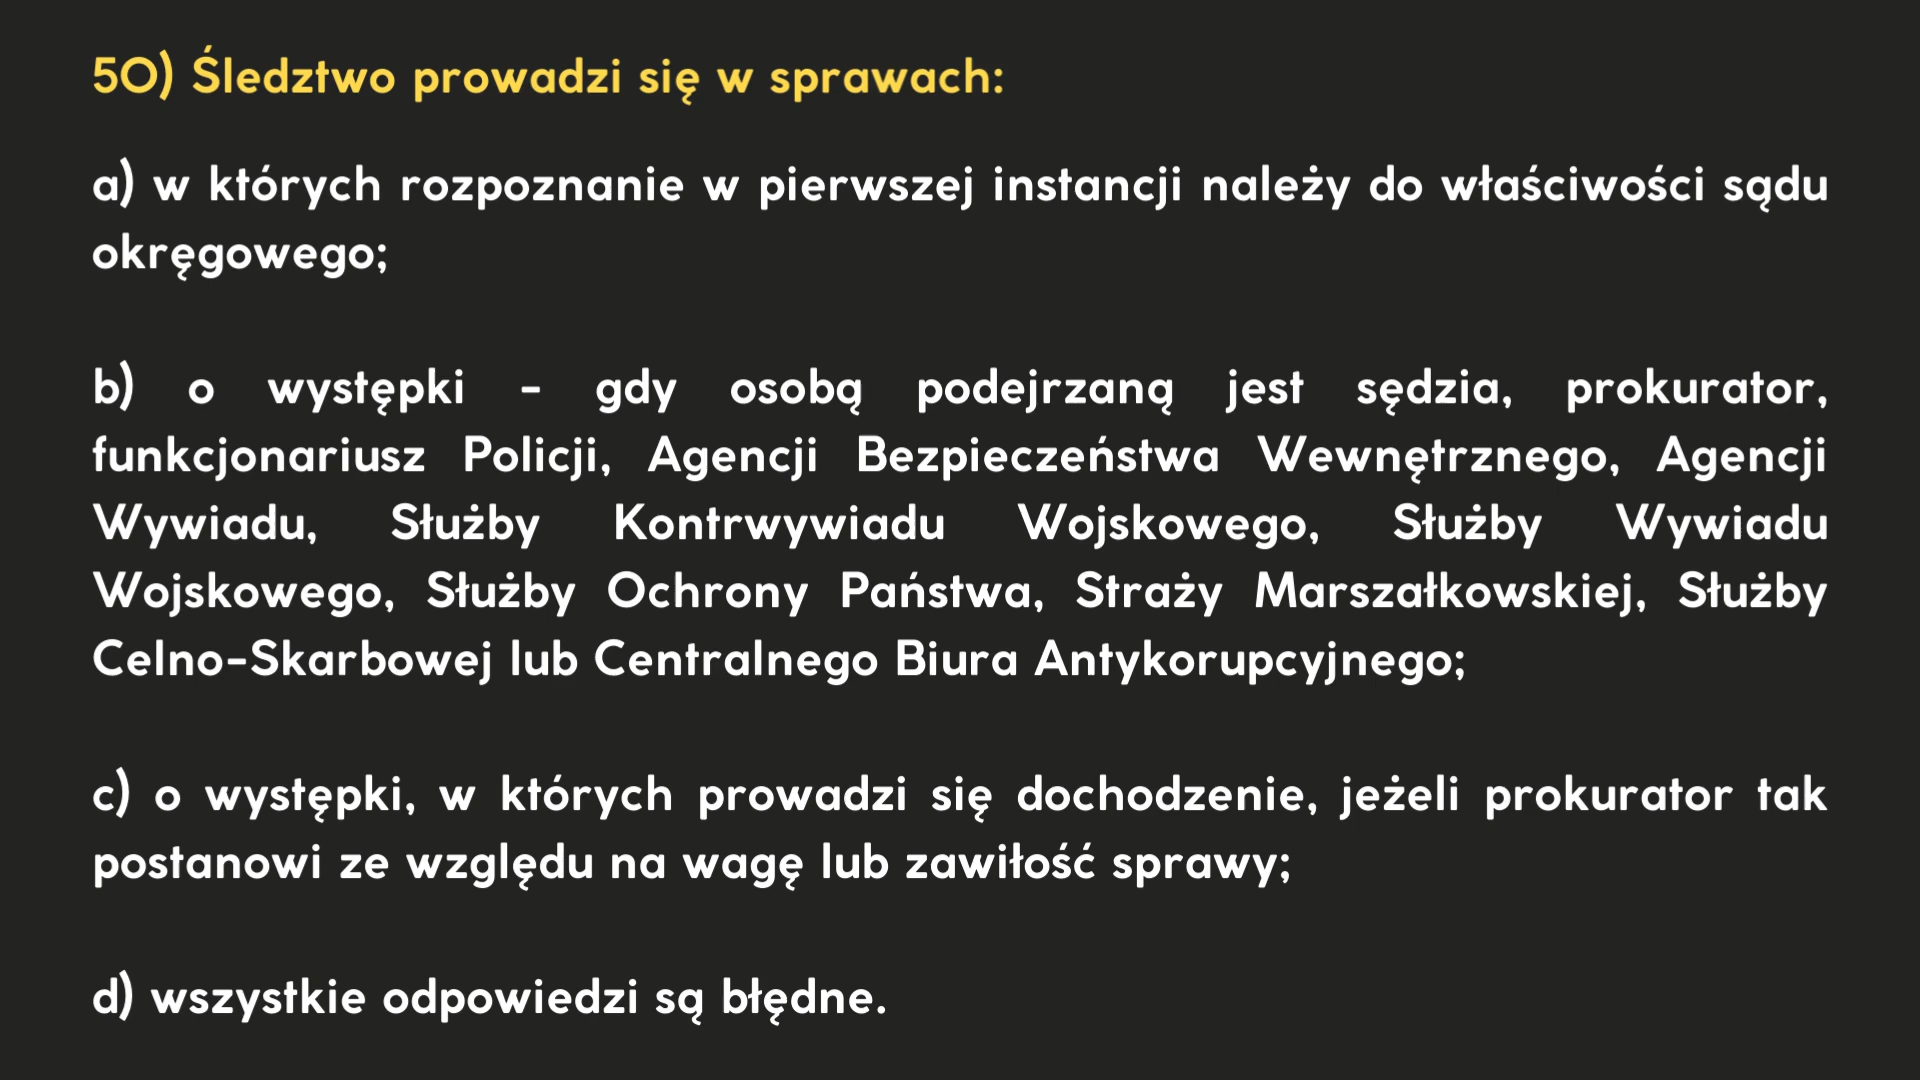 50) Śledztwo prowadzi się w sprawach:
a) w których rozpoznanie w pierwszej instancji należy do właściwości sądu
okręgowego;
b) o występki - gdy osobą podejrzaną jest sędzia, prokurator,
funkcjonariusz Policji, Agencji Bezpieczeństwa Wewnętrznego, Agencji
Wywiadu, Służby Kontrwywiadu Wojskowego, Służby Wywiadu
Wojskowego, Służby Ochrony Państwa, Straży Marszałkowskiej, Służby
Celno-Skarbowej lub Centralnego Biura Antykorupcyjnego;
c) o występki, w których prowadzi się dochodzenie, jeżeli prokurator tak
postanowi ze względu na wagę lub zawiłość sprawy;
d) wszystkie odpowiedzi są błędne.